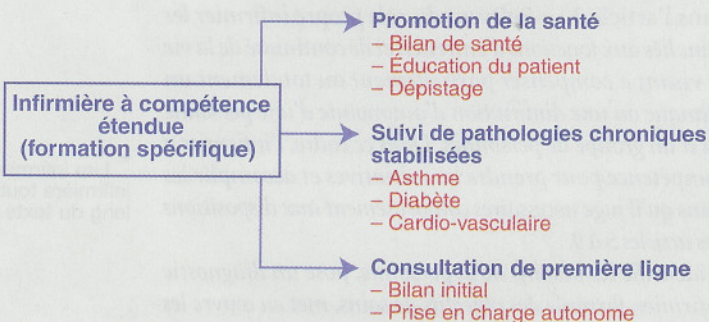 Promotion de la santé
– Bilan de santé
– Éducation du patient
– Dépistage
Infirmière à compétence
étendue
(formation spécifique)
Suivi de pathologies chroniques
stabilisées
– Asthme
– Diabète
– Cardio-vasculaire
Consultation de première ligne
– Bilan initial
– Prise en charge autonome